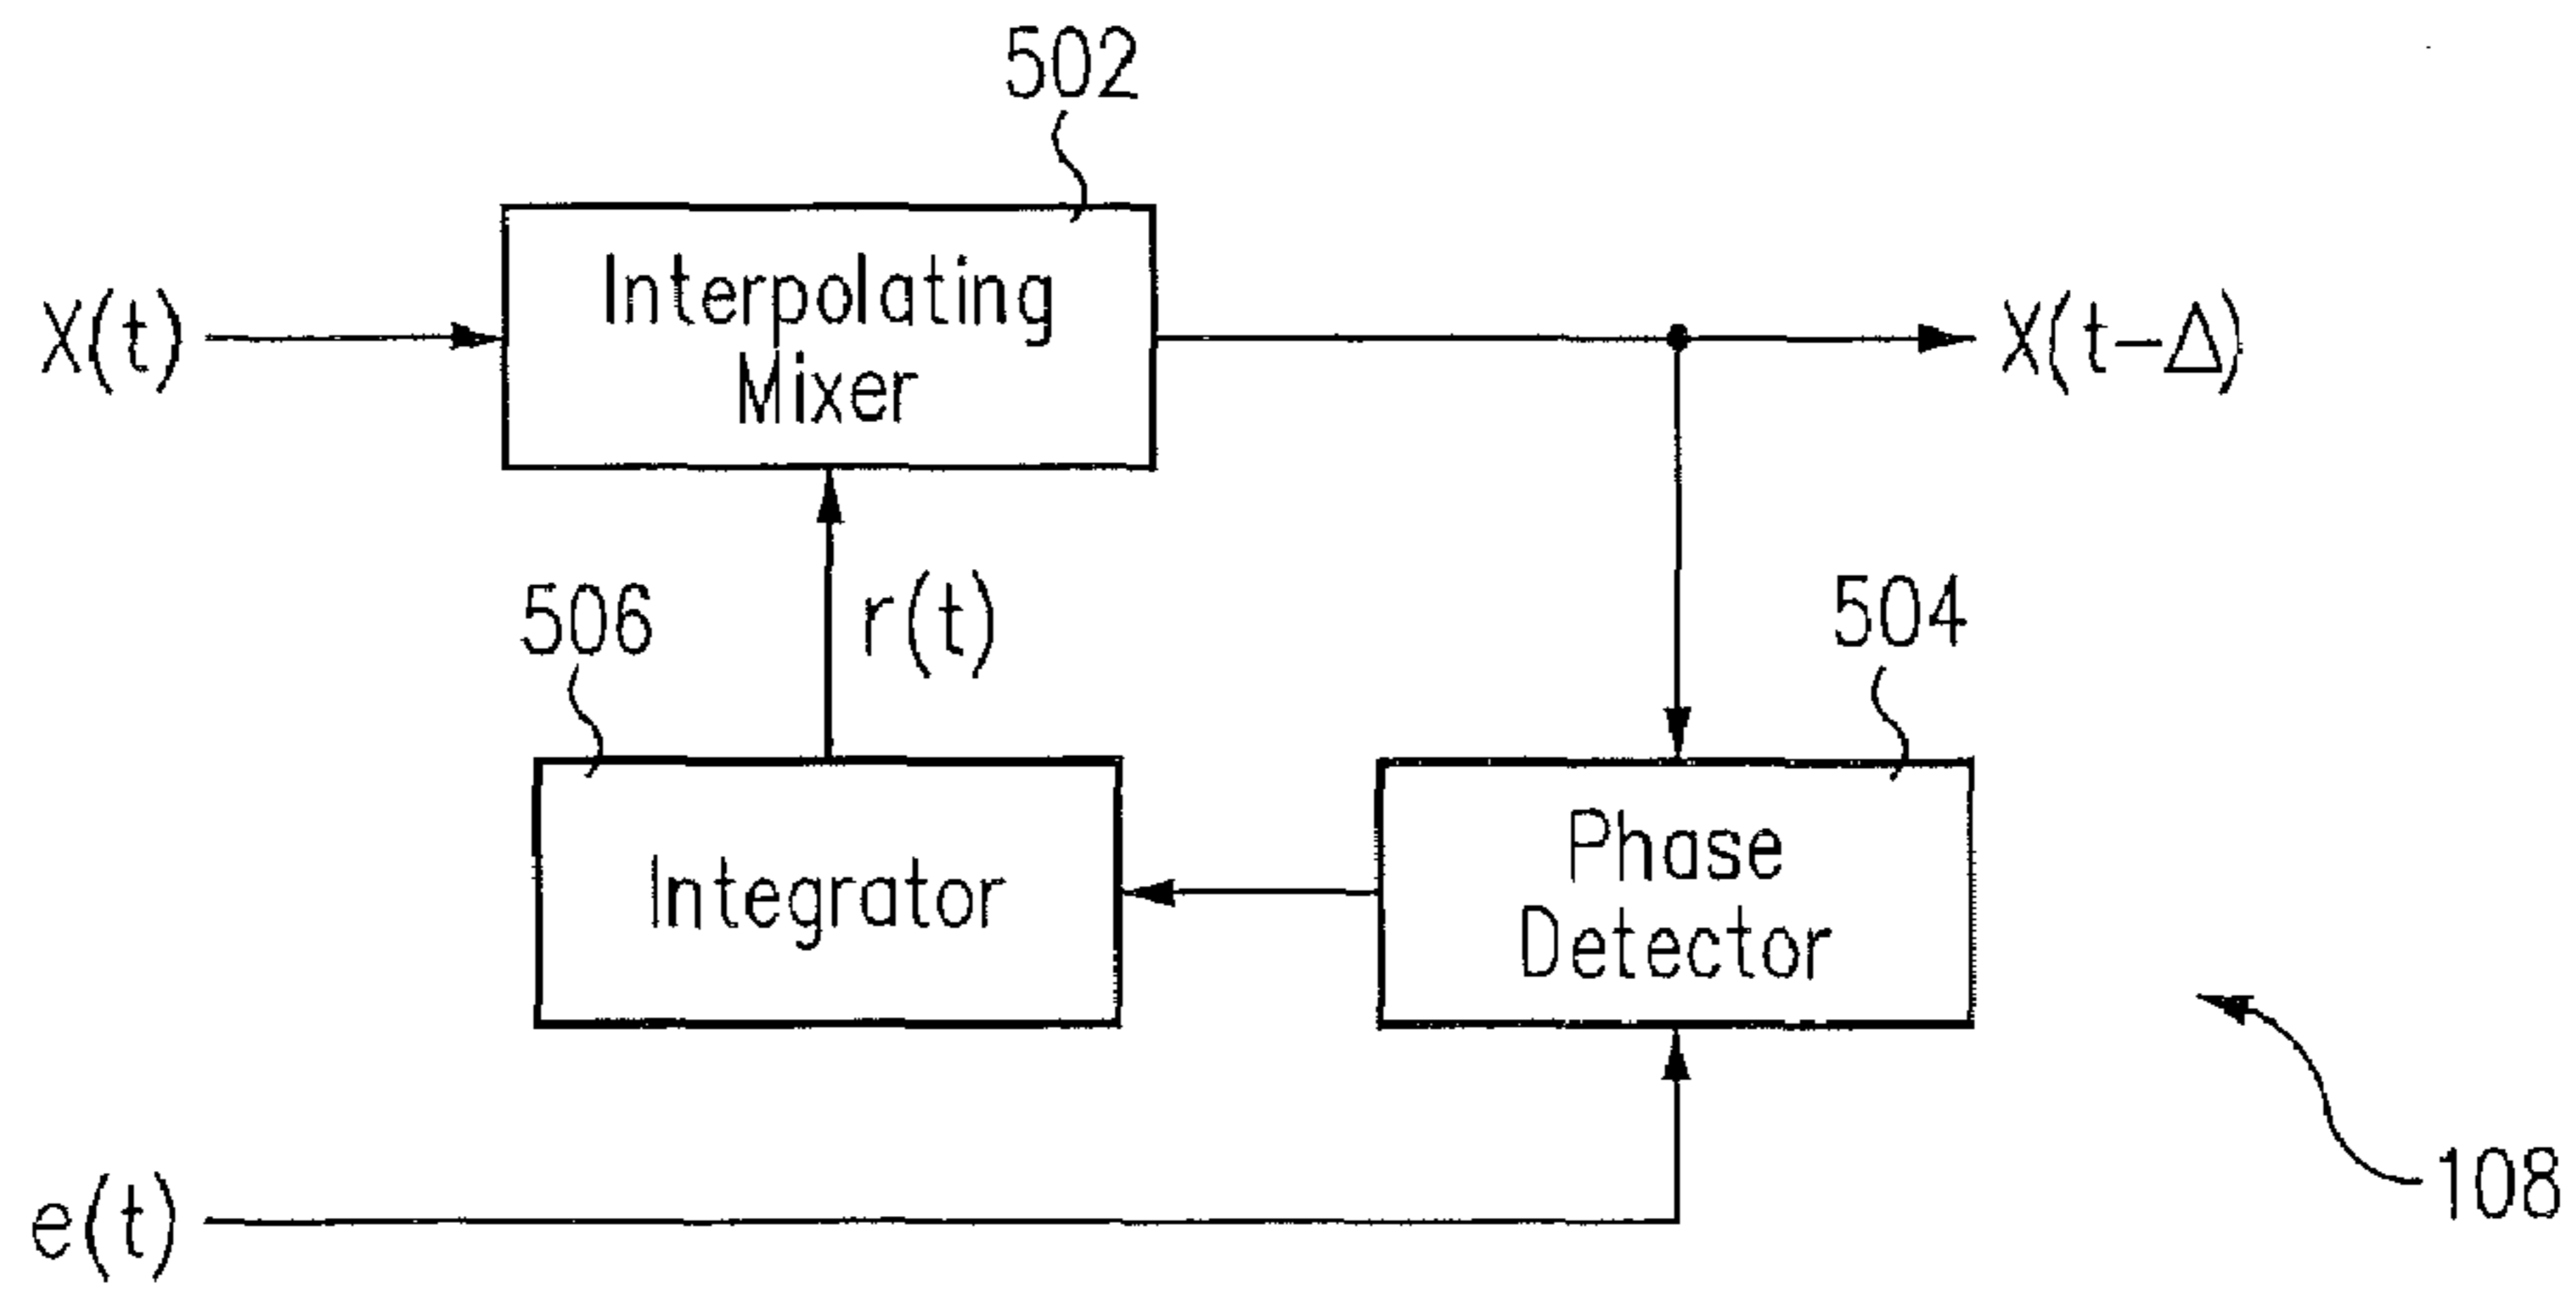 502
X(t)
Interpolating
Mixer
X(t-Δ)
506
r(t)
504
Integrator
Phase
Detector
e(t)
108